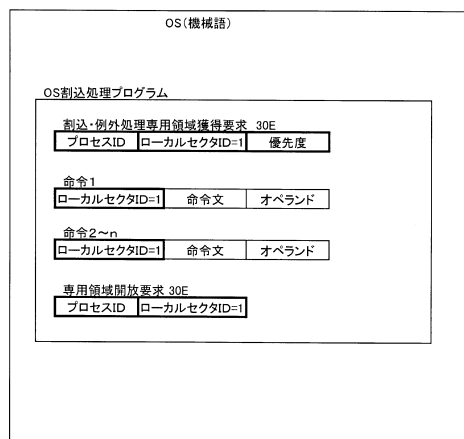 OS(機械語)
OS割込処理プログラム
割込・例外処理専用領域獲得要求 30E
プロセスID ローカルセクタID=1 優先度
命令1
ローカルセクタID=1 命令文 オペランド
命令2~n
ローカルセクタID=1 命令文 オペランド
専用領域開放要求 30E
プロセスID ローカルセクタID=1